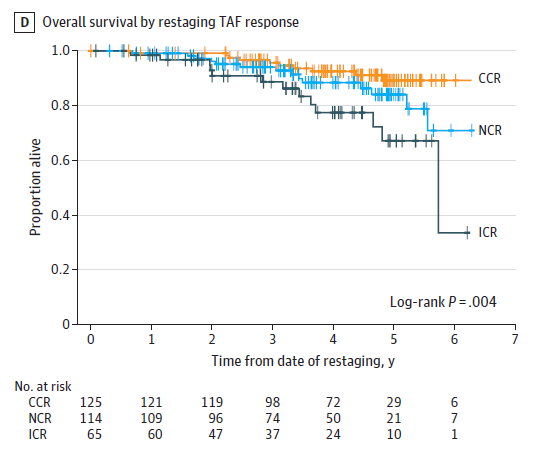 D Overall survival by restaging TAF response
1.0
0.8
0.6
0.4
0.2
0
Proportion alive
CCR
NCR
ICR
Log-rank P = .004
0 1 2 3 4 5 6 7
Time from date of restaging, y
No. at risk
CCR 125 121 119 98 72 29 6
NCR 114 109 96 74 50 21 7
ICR 65 60 47 37 24 10 1